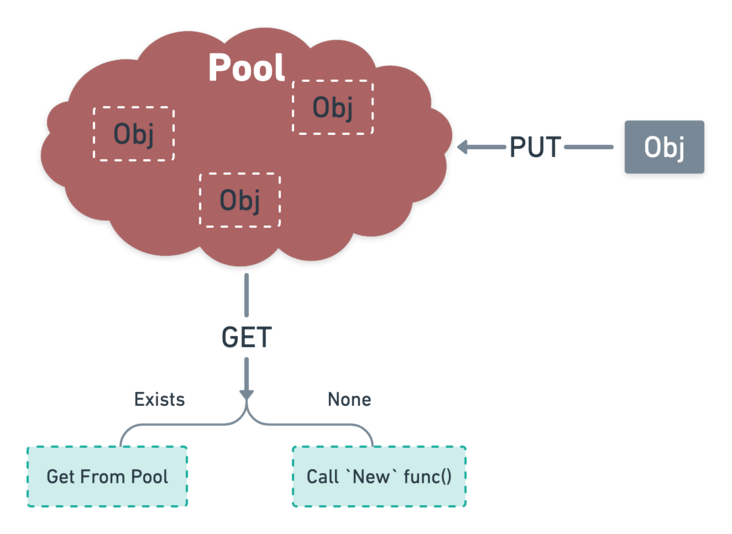 Pool
Obj
Obj
Obj
PUT
Obj
GET
Exists
None
Get From Pool
Call `New` func()